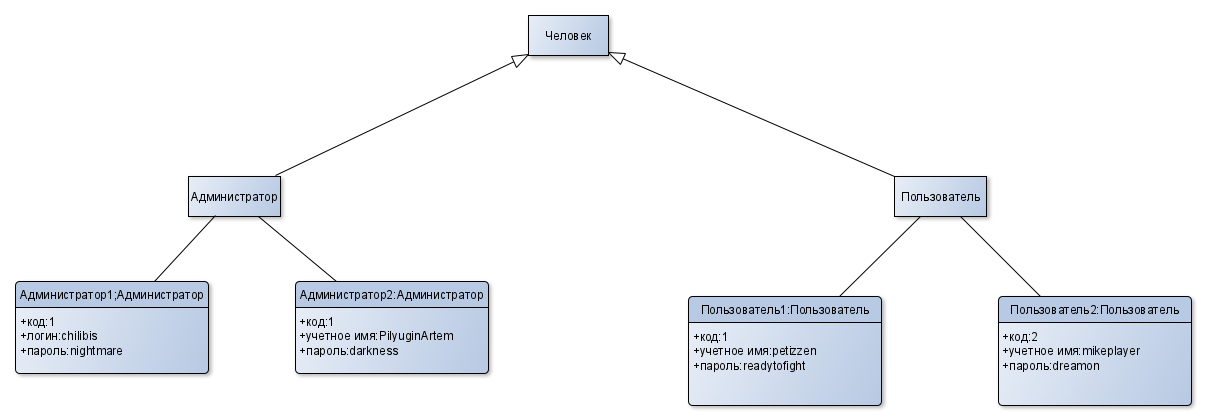 Человек
Администратор
Пользователь
Администратор1;Администратор
+код:1
+логин:chilibis
+пароль:nightmare
Администратор2:Администратор
+код:1
+учетное имя:PilyuginArtem
+пароль:darkness
Пользователь1:Пользователь
+код:1
+учетное имя:petizzen
+пароль:readytofight
Пользователь2:Пользователь
+код:2
+учетное имя:mikeplayer
+пароль:dreamon